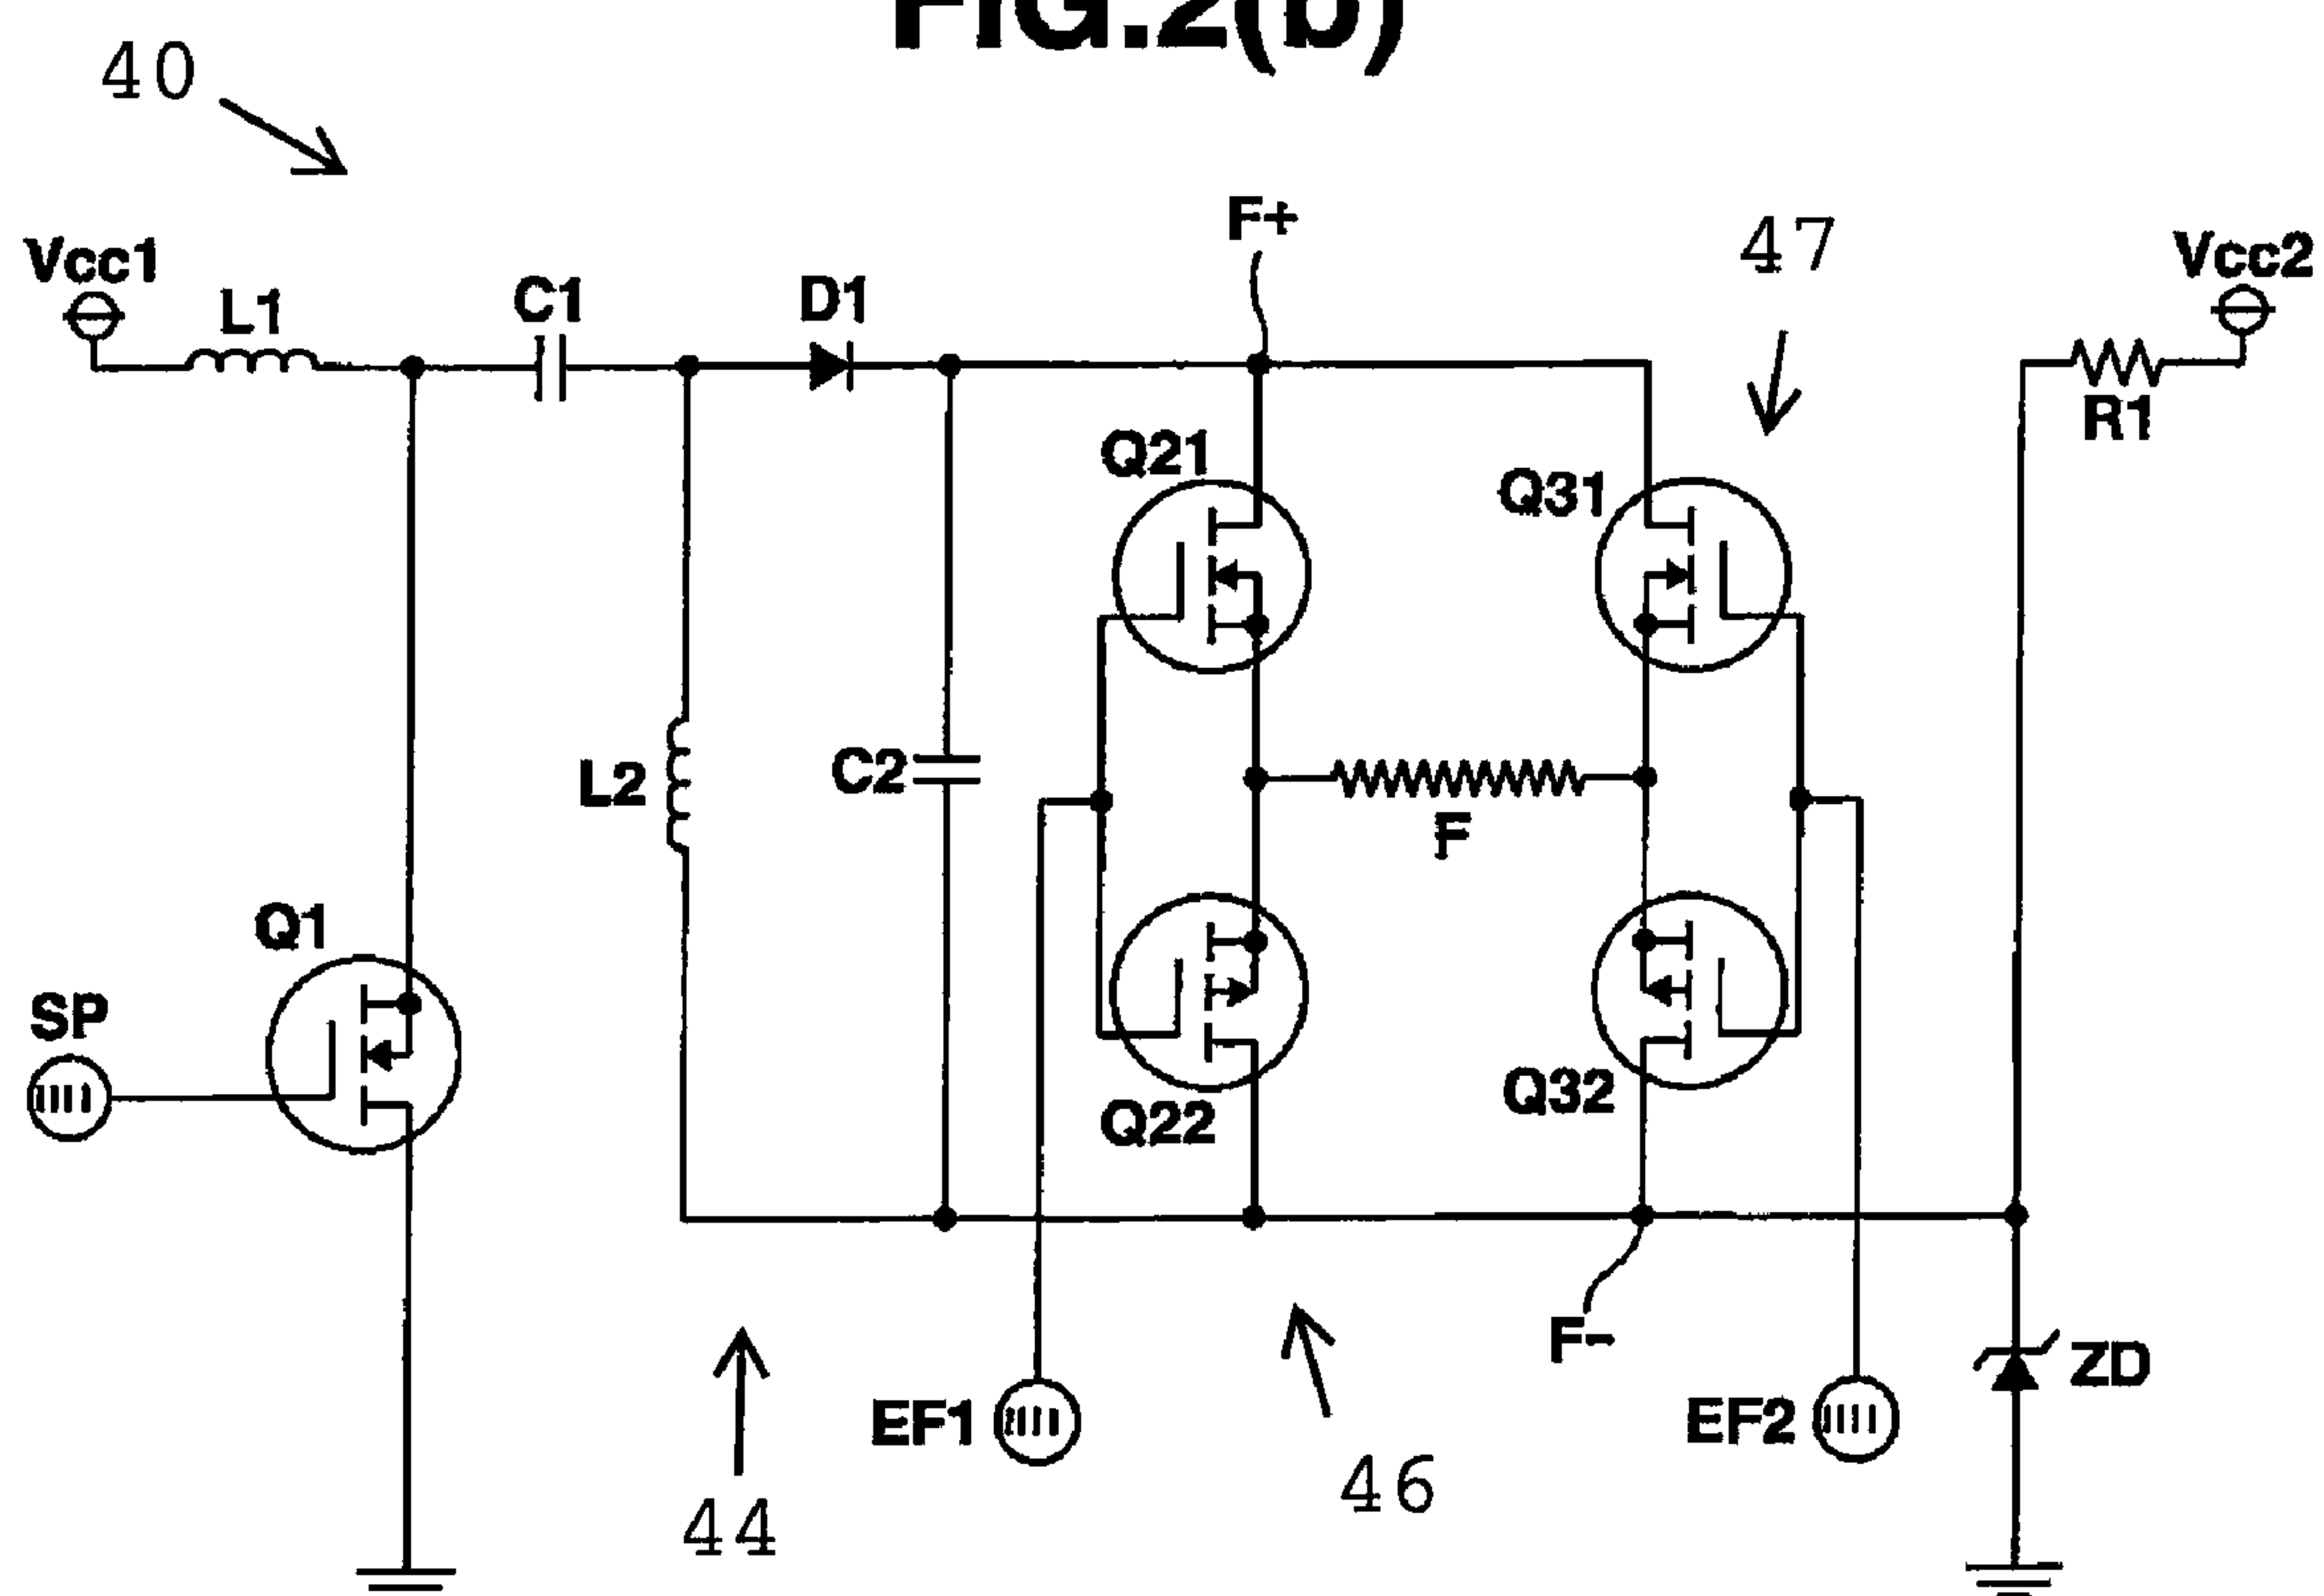 FIG.2(b)
40
F+
47
Vcc1
Vcc2
L1
C1
D1
R1
Q21
Q31
L2
C2
F
Q1
SP
Q22
Q32
F-
ZD
EF1
EF2
46
44